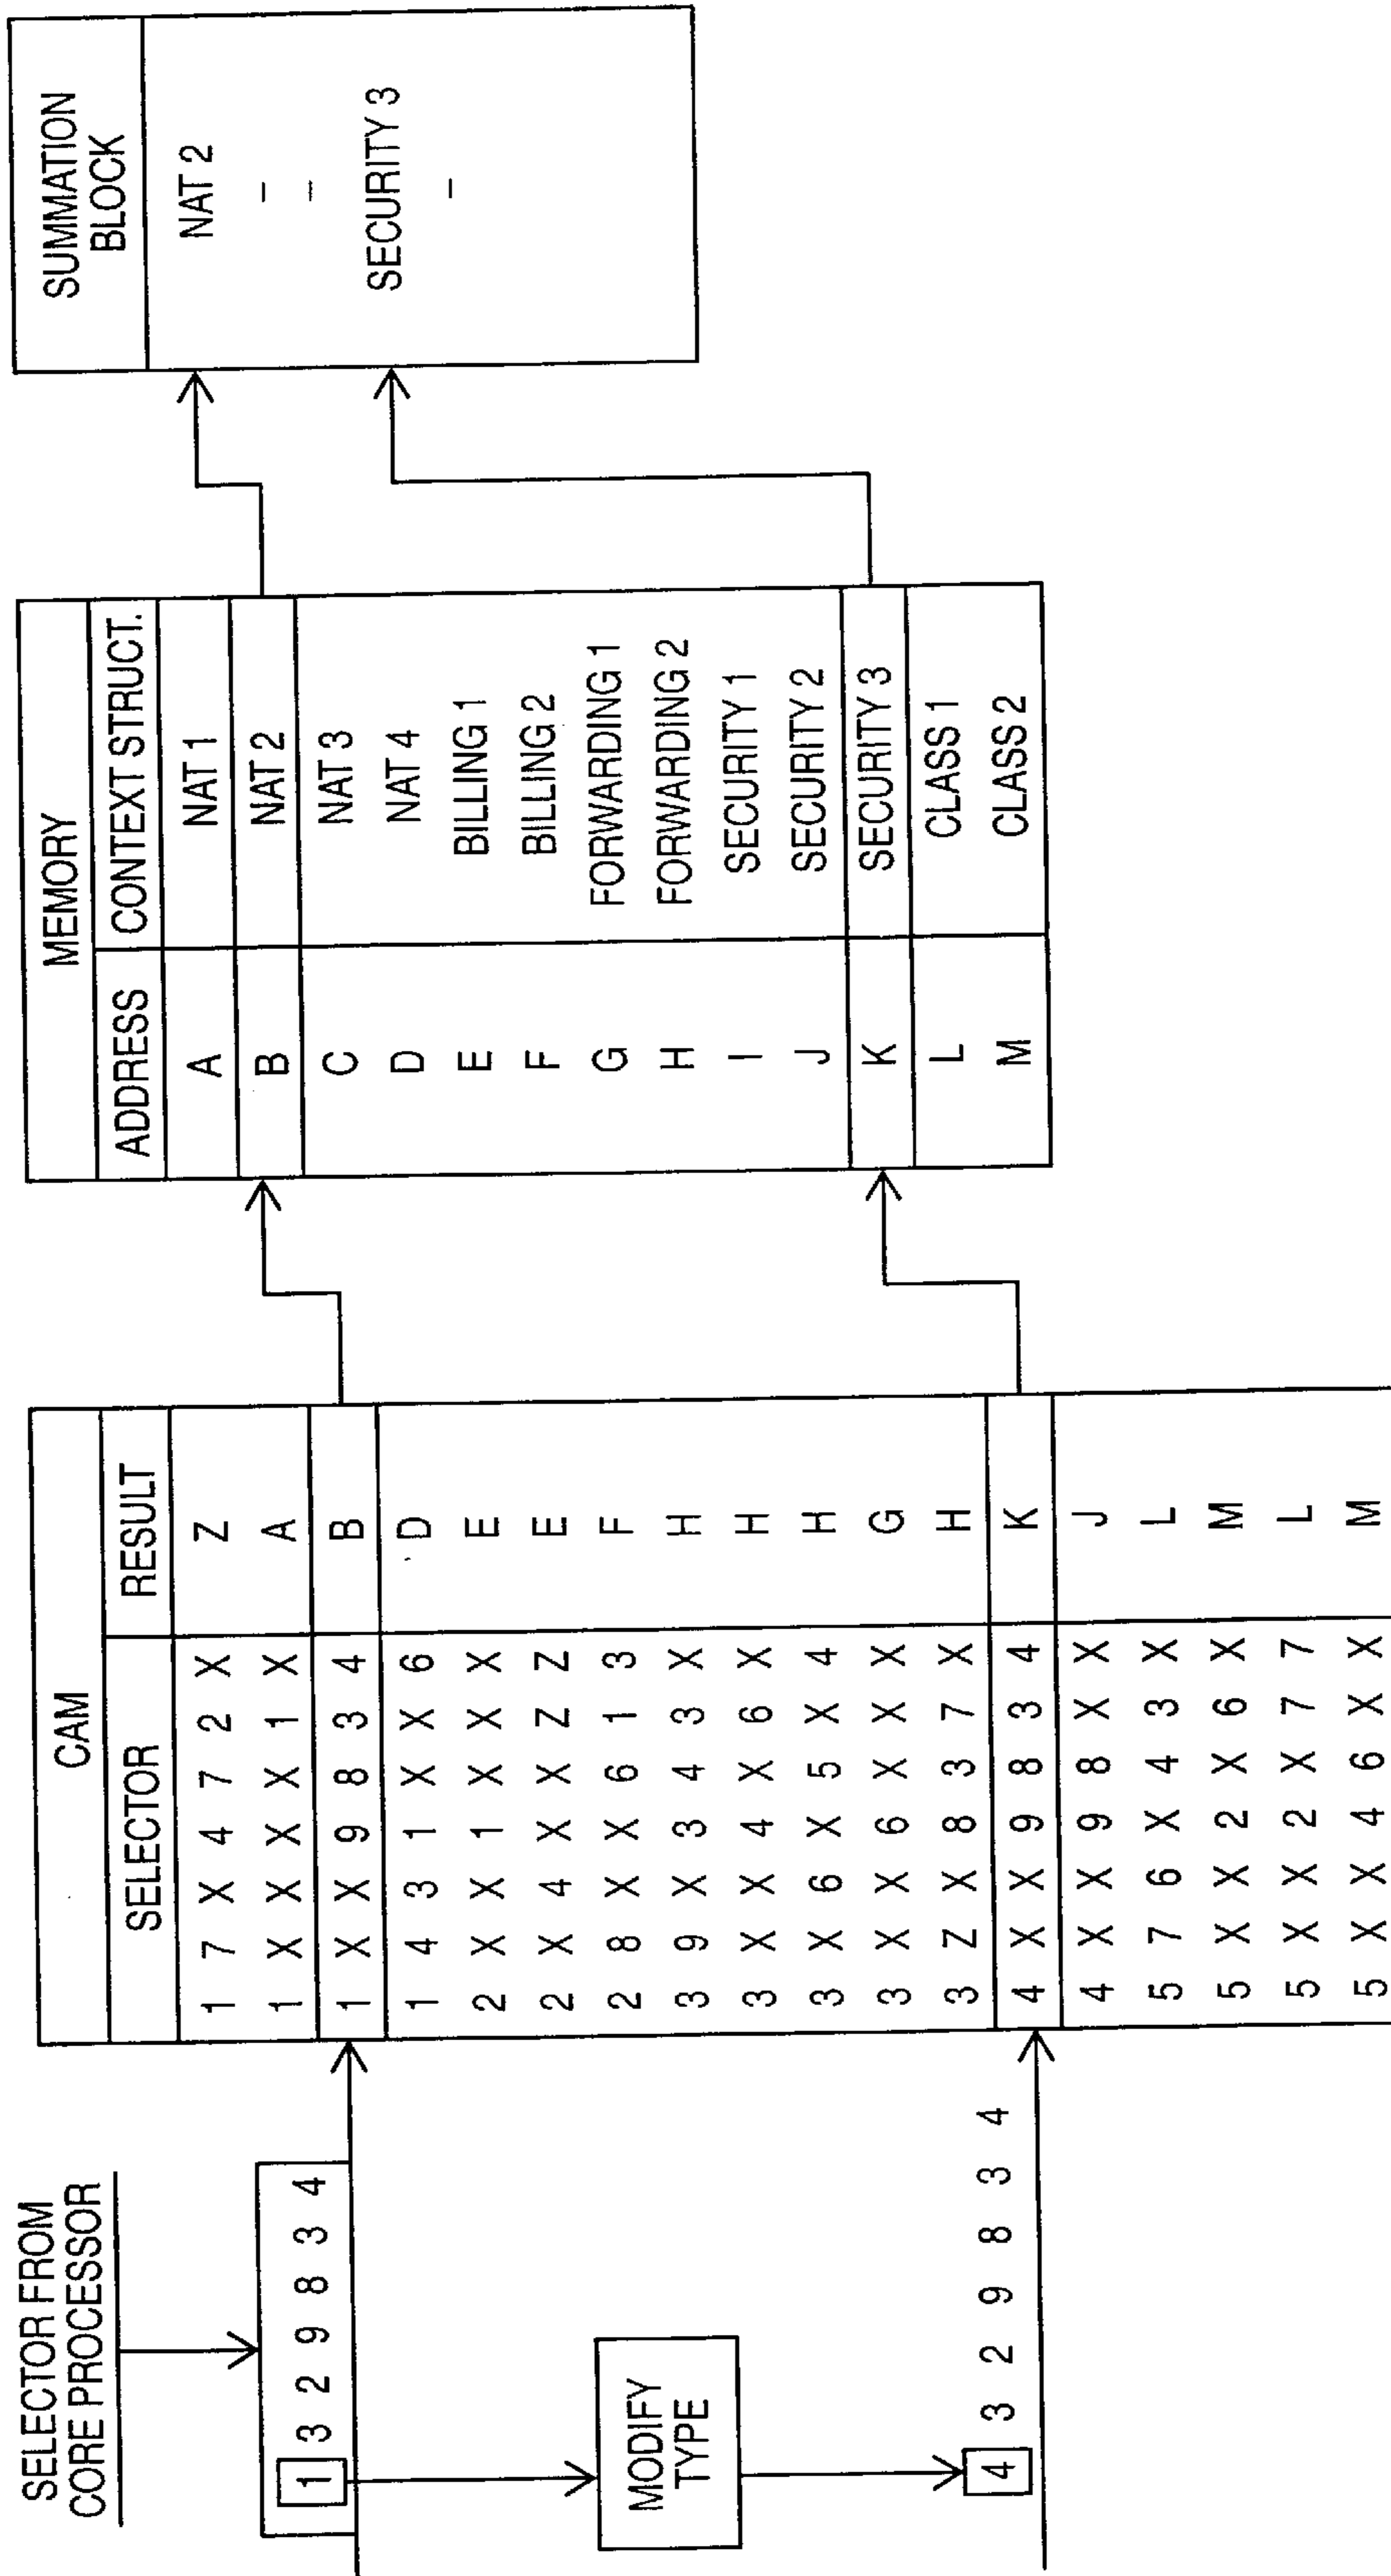 SELECTOR FROM
CORE PROCESSOR
1 3 2 9 8 3 4
MODIFY
TYPE
4 3 2 9 8 3 4
CAM
SELECTOR RESULT
1 7 X 4 7 2 X Z
1 X X X X 1 X A
1 X X 9 8 3 4 B
1 4 3 1 X X 6 D
2 X X 1 X X X E
2 X 4 X X Z Z E
2 8 X X 6 1 3 F
3 9 X 3 4 3 X H
3 X X 4 X 6 X H
3 X 6 X 5 X 4 H
3 X X 6 X X X G
3 Z X 8 3 7 X H
4 X X 9 8 3 4 K
4 X X 9 8 X X J
5 7 6 X 4 3 X L
5 X X 2 X 6 X M
5 X X 2 X 7 7 L
5 X X 4 6 X X M
MEMORY
ADDRESS CONTEXT STRUCT.
A NAT 1
B NAT 2
C NAT 3
D NAT 4
E BILLING 1
F BILLING 2
G FORWARDING 1
H FORWARDING 2
I SECURITY 1
J SECURITY 2
K SECURITY 3
L CLASS 1
M CLASS 2
SUMMATION
BLOCK
NAT 2
–
–
SECURITY 3
–